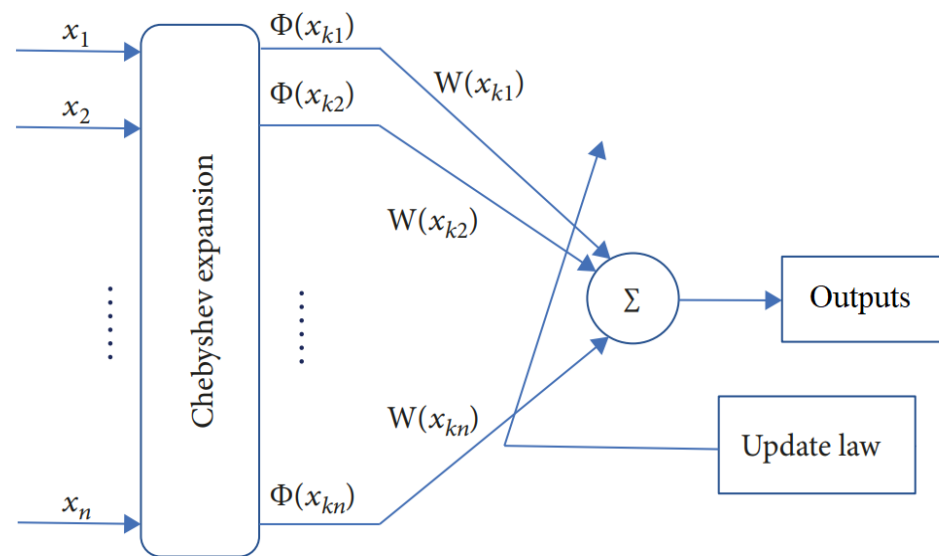 x₁
Φ(xₖ₁)
W(xₖ₁)
x₂
Φ(xₖ₂)
W(xₖ₂)
Chebyshev expansion
Σ
Outputs
W(xₖₙ)
Update law
xₙ
Φ(xₖₙ)